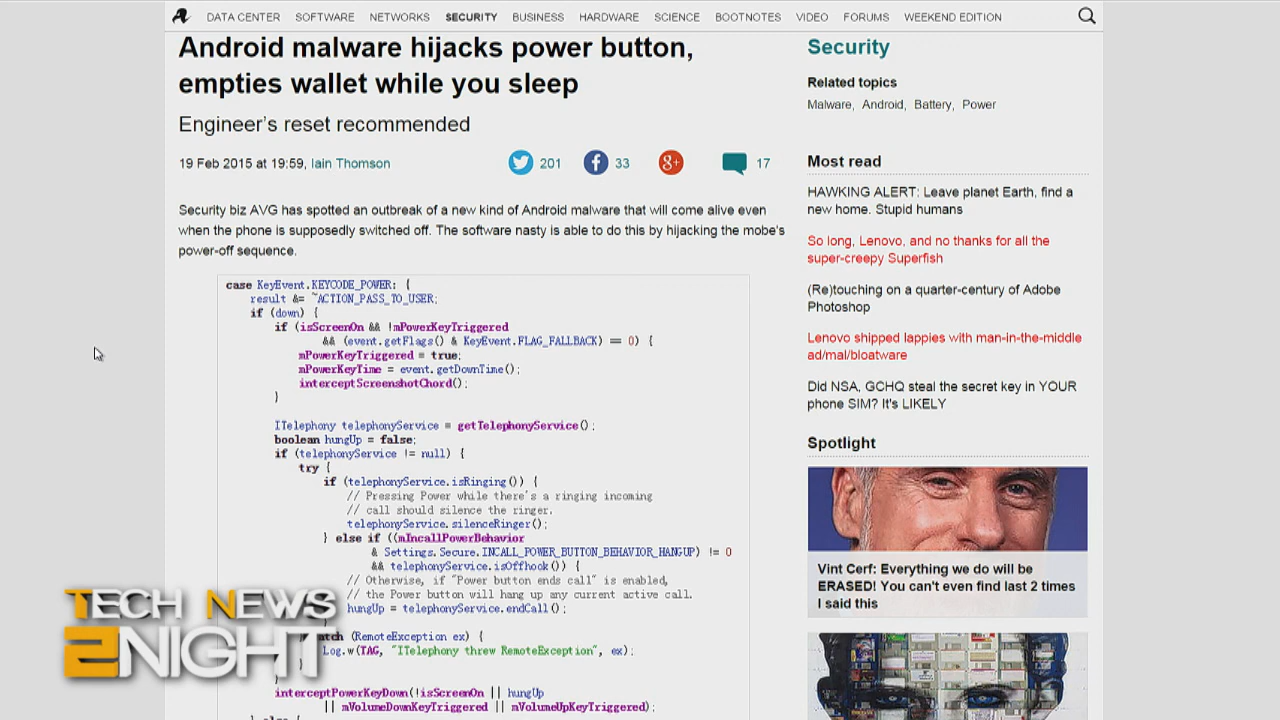 DATA CENTER SOFTWARE NETWORKS SECURITY BUSINESS HARDWARE SCIENCE BOOTNOTES VIDEO FORUMS WEEKEND EDITION
Android malware hijacks power button,
empties wallet while you sleep
Engineer's reset recommended
19 Feb 2015 at 19:59, Iain Thomson
201
33
8+
17
Security biz AVG has spotted an outbreak of a new kind of Android malware that will come alive even
when the phone is supposedly switched off. The software nasty is able to do this by hijacking the mobe's
power-off sequence.
case KeyEvent.KEYCODE_POWER: {
result &= ~ACTION_PASS_TO_USER;
if (down) {
if (isScreenOn && !mPowerKeyTriggered
&& (event.getFlags() & KeyEvent.FLAG_FALLBACK) == 0) {
mPowerKeyTriggered = true;
mPowerKeyTime = event.getDownTime();
interceptScreenshotChord();
}
ITelephony telephonyService = getTelephonyService();
boolean hungUp = false;
if (telephonyService != null) {
try {
if (telephonyService.isRinging()) {
// Pressing Power while there's a ringing incoming
// call should silence the ringer.
telephonyService.silenceRinger();
} else if ((mIncallPowerBehavior
& Settings.Secure.INCALL_POWER_BUTTON_BEHAVIOR_HANGUP) != 0
&& telephonyService.isOffhook()) {
// Otherwise, if "Power button ends call" is enabled,
// the Power button will hang up any current active call.
hungUp = telephonyService.endCall();
atch (RemoteException ex) {
Log.w(TAG, "ITelephony threw RemoteException", ex);
}
interceptPowerKeyDown(!isScreenOn || hungUp
|| mVolumeDownKeyTriggered || mVolumeUpKeyTriggered);
} else {
Security
Related topics
Malware, Android, Battery, Power
Most read
HAWKING ALERT: Leave planet Earth, find a
new home. Stupid humans
So long, Lenovo, and no thanks for all the
super-creepy Superfish
(Re)touching on a quarter-century of Adobe
Photoshop
Lenovo shipped lappies with man-in-the-middle
ad/mal/bloatware
Did NSA, GCHQ steal the secret key in YOUR
phone SIM? It's LIKELY
Spotlight
Vint Cerf: Everything we do will be
ERASED! You can't even find last 2 times
I said this
TECH NEWS
2NIGHT